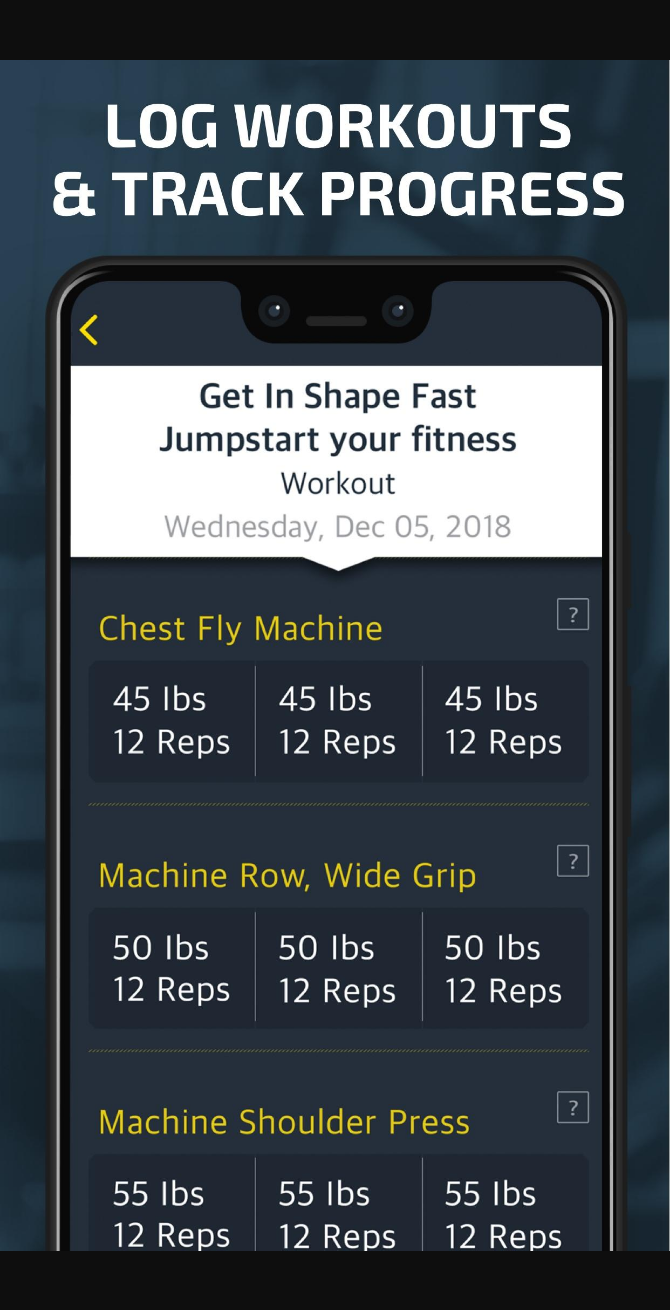 LOG WORKOUTS
& TRACK PROGRESS
Get In Shape Fast
Jumpstart your fitness
Workout
Wednesday, Dec 05, 2018
Chest Fly Machine
?
45 lbs 45 lbs 45 lbs
12 Reps 12 Reps 12 Reps
Machine Row, Wide Grip
?
50 lbs 50 lbs 50 lbs
12 Reps 12 Reps 12 Reps
Machine Shoulder Press
?
55 lbs 55 lbs 55 lbs
12 Reps 12 Reps 12 Reps